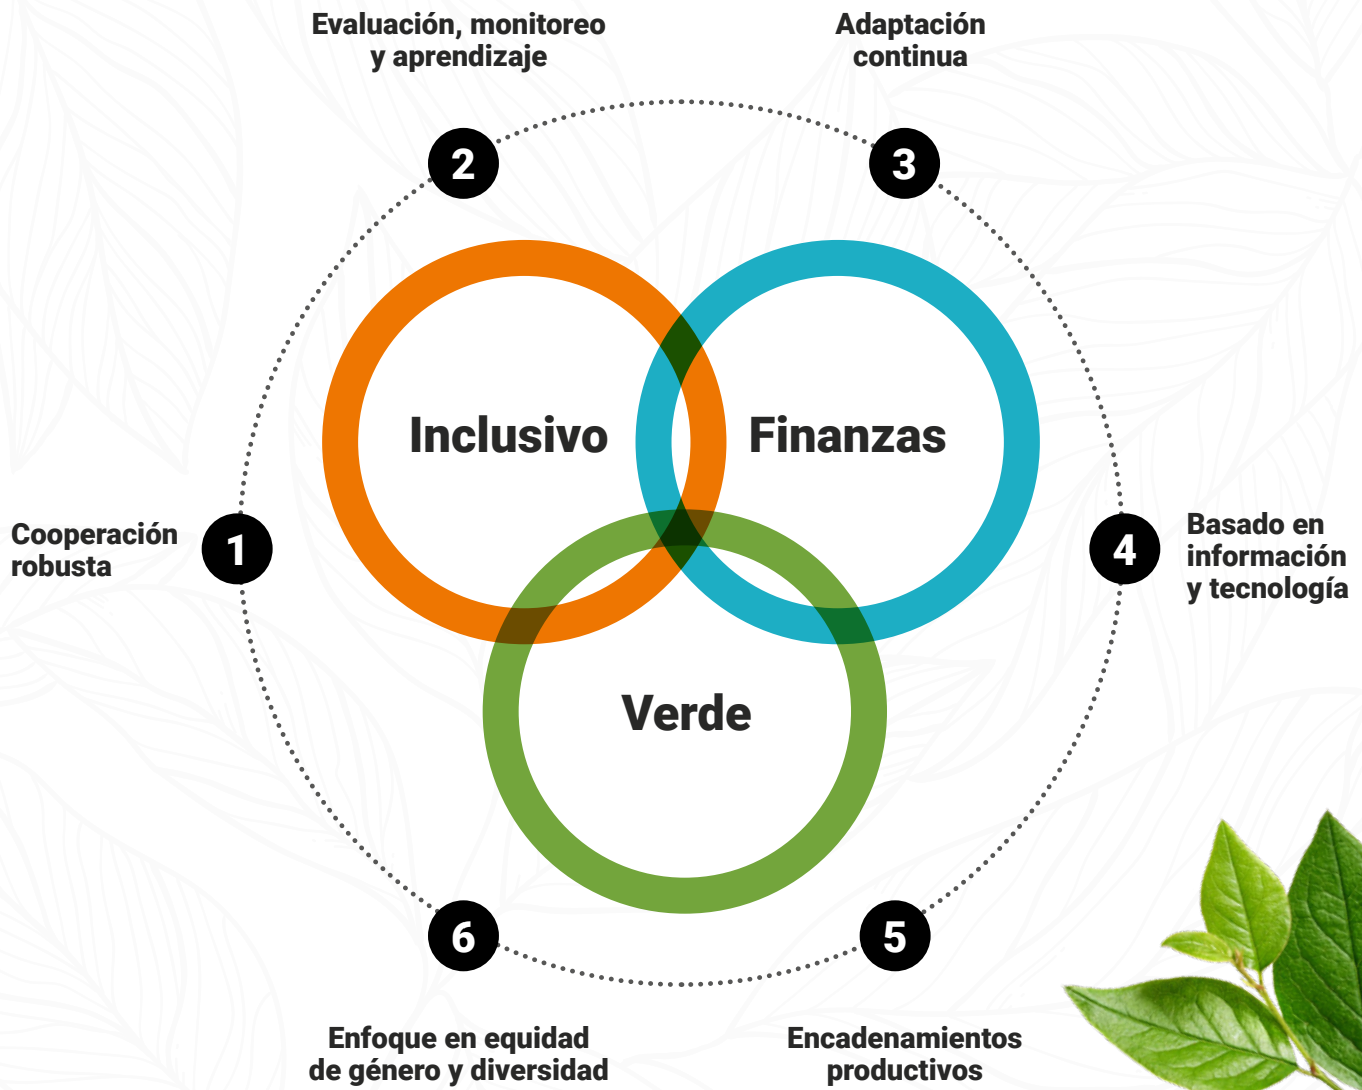 Evaluación, monitoreo
y aprendizaje
Adaptación
continua
2
3
Inclusivo
Finanzas
Cooperación
robusta
1
4
Basado en
información
y tecnología
Verde
6
5
Enfoque en equidad
de género y diversidad
Encadenamientos
productivos